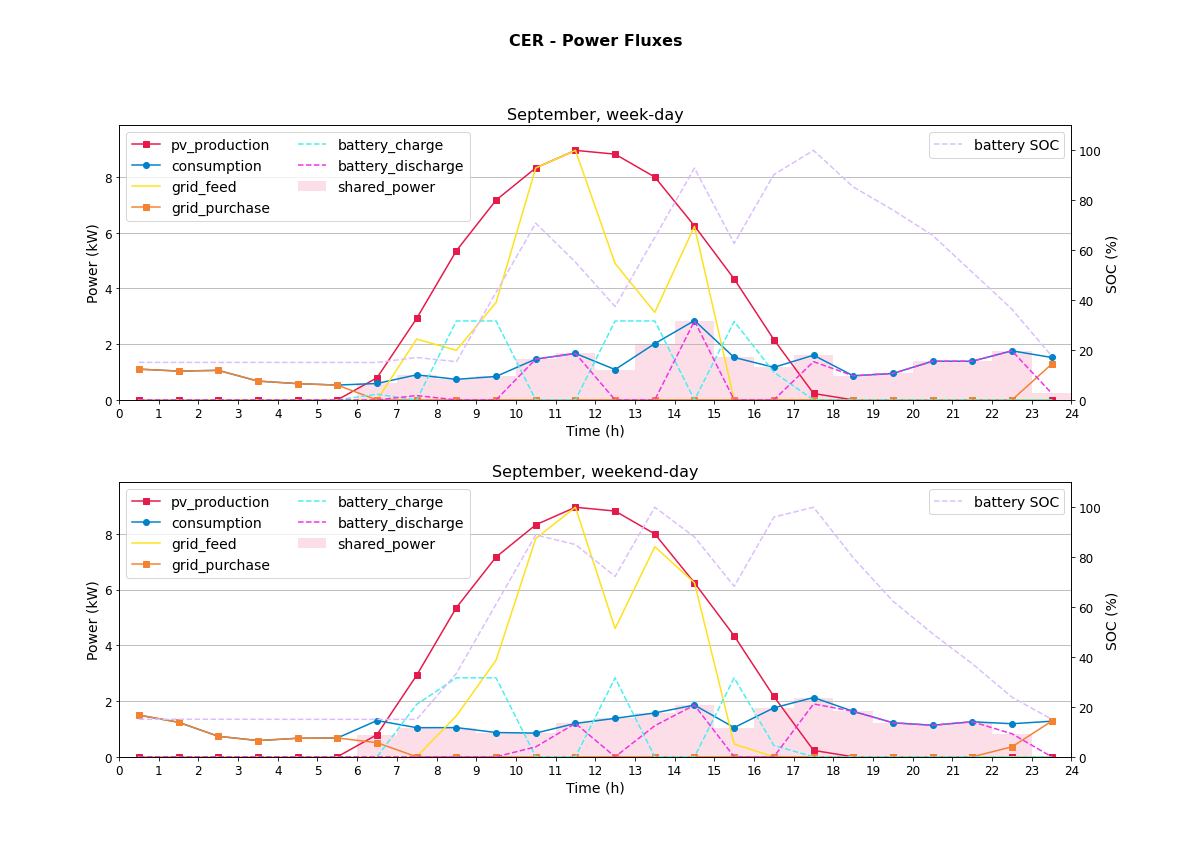 CER - Power Fluxes
September, week-day
pv_production
consumption
grid_feed
grid_purchase
battery_charge
battery_discharge
shared_power
battery SOC
Power (kW)
0
2
4
6
8
SOC (%)
0
20
40
60
80
100
0 1 2 3 4 5 6 7 8 9 10 11 12 13 14 15 16 17 18 19 20 21 22 23 24
Time (h)
September, weekend-day
pv_production
consumption
grid_feed
grid_purchase
battery_charge
battery_discharge
shared_power
battery SOC
Power (kW)
0
2
4
6
8
SOC (%)
0
20
40
60
80
100
0 1 2 3 4 5 6 7 8 9 10 11 12 13 14 15 16 17 18 19 20 21 22 23 24
Time (h)